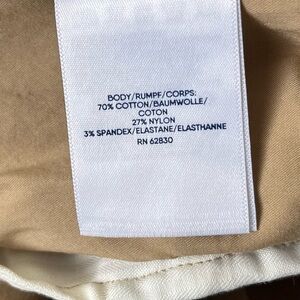 BODY/RUMPF/CORPS:
70% COTTON/BAUMWOLLE/
COTON
27% NYLON
3% SPANDEX/ELASTANE/ELASTHANNE
RN 62830